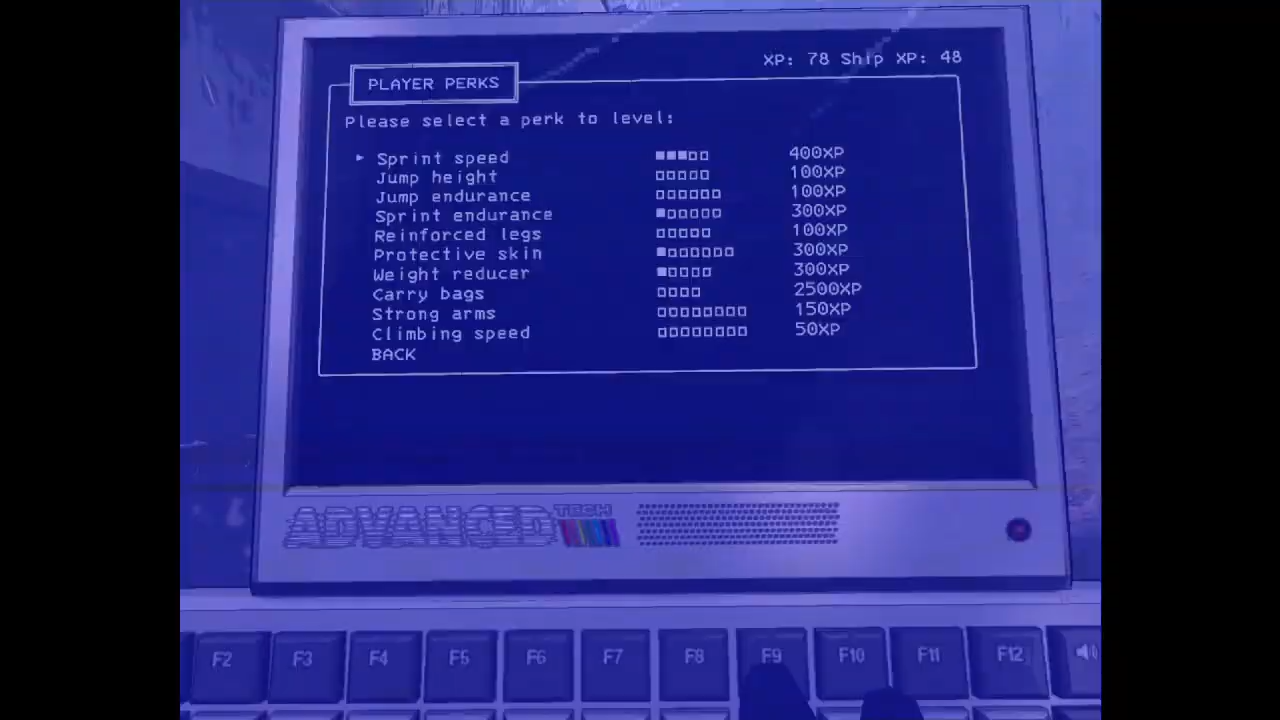 XP: 78 Ship XP: 48
PLAYER PERKS
Please select a perk to level:
Sprint speed 400XP
Jump height 100XP
Jump endurance 100XP
Sprint endurance 300XP
Reinforced legs 100XP
Protective skin 300XP
Weight reducer 300XP
Carry bags 2500XP
Strong arms 150XP
Climbing speed 50XP
BACK
ADVANCED TECH
F2 F3 F4 F5 F6 F7 F8 F9 F10 F11 F12